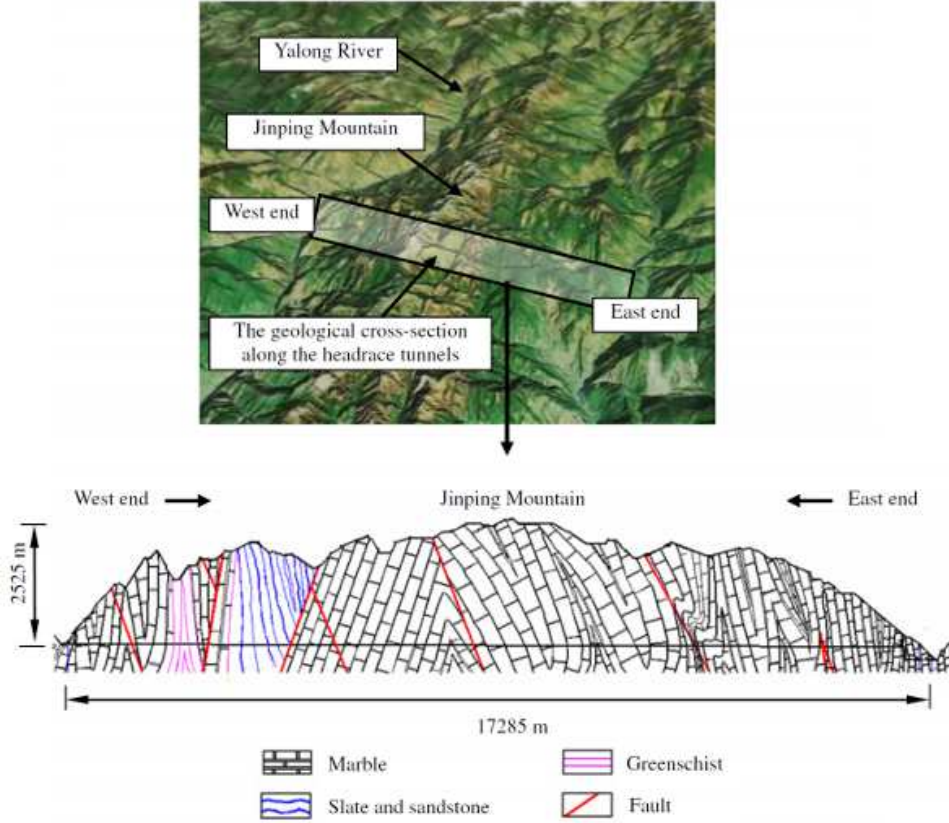 Yalong River
Jinping Mountain
West end
East end
The geological cross-section
along the headrace tunnels
West end
Jinping Mountain
East end
2525 m
17285 m
Marble
Greenschist
Slate and sandstone
Fault